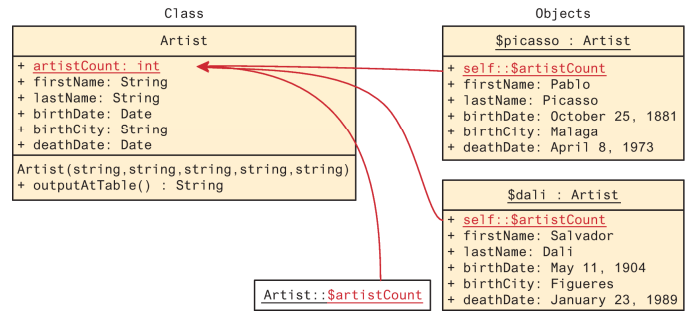 Class
Artist
+ artistCount: int
+ firstName: String
+ lastName: String
+ birthDate: Date
+ birthCity: String
+ deathDate: Date
Artist(string,string,string,string,string)
+ outputAtTable() : String
Artist::$artistCount
Objects
$picasso : Artist
+ self::$artistCount
+ firstName: Pablo
+ lastName: Picasso
+ birthDate: October 25, 1881
+ birthCity: Malaga
+ deathDate: April 8, 1973
$dali : Artist
+ self::$artistCount
+ firstName: Salvador
+ lastName: Dali
+ birthDate: May 11, 1904
+ birthCity: Figueres
+ deathDate: January 23, 1989